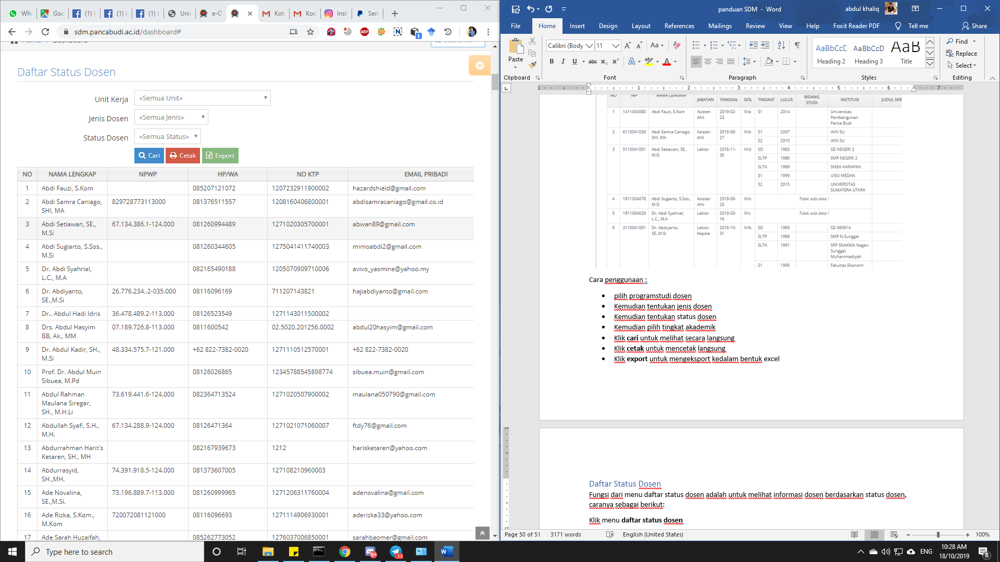 Wha
Goo
(1) L
(1) L
(1) L
Univ
e-O
Kot
Kod
Inst
Sen
sdm.pancabudi.ac.id/dashboard#
Home
Dashboard
Search ...
Daftar Status Dosen
Unit Kerja «Semua Unit»
Jenis Dosen «Semua Jenis»
Status Dosen «Semua Status»
Cari Cetak Export
NO NAMA LENGKAP NPWP HP/WA NO KTP EMAIL PRIBADI
1 Abdi Fauzi, S.Kom 085207121072 1207232911900002 hazardshield@gmail.com
2 Abdi Samra Caniago, 829728773113000 081376511557 1208160406800001 abdisamracaniago@gmail.co.id
SHI, MA
3 Abdi Setiawan, SE., 67.134.386.1-124.000 081260994489 1271020305700001 abwan89@gmail.com
M.Si
4 Abdi Sugiarto, S.Sos., 081260344605 1275041411740003 mimoabdi2@gmail.com
M.Si
5 Dr. Abdi Syahrial, 082165490188 1205070909710006 avivo_yasmine@yahoo.my
L.C., M.A
6 Dr. Abdiyanto, 26.776.234..2-035.000 08116096169 711207143821 hajiabdiyanto@gmail.com
SE.,M.Si
7 Dr.. Abdul Hadi Idris 36.478.489.2-113.000 08126523549 1271143011500002
8 Drs. Abdul Hasyim 07.189.726.8-113.000 0811600542 02.5020.201256.0002 abdul20hasyim@gmail.com
BB, Ak., MM
9 Dr. Abdul Kadir, SH., 48.334.575.7-121.000 +62 822-7382-0020 1271110512570001 +62 822-7382-0020
M.Si
10 Prof. Dr. Abdul Muin 08126026865 12345788545898774 sibuea.muin@gmail.com
Sibuea, M.Pd
11 Abdul Rahman 73.619.441.6-124.000 082364713524 1271020507900002 maulana050790@gmail.com
Maulana Siregar,
SH., M.H.Li
12 Abdullah Syafi, S.H., 67.134.288.9-124.000 08126471364 1271021071060007 ftdy76@gmail.com
M.H.
13 Abdurrahman Harit's 082167939673 1212 harisketaren@yahoo.com
Ketaren, SH., MH
14 Abdurrasyid, 74.391.918.5-124.000 081373607005 127108210960003
SH.,MH.
15 Ade Novalina, 73.196.889.7-113.000 081260999965 1271206311760004 adenovalina@gmail.com
SE.,M.Si.
16 Ade Rizka, S.Kom., 720072081121000 08116096693 1271114906930001 aderizka33@yahoo.com
M.Kom
17 Ade Sarah Huzaifah, 085262773052 1276037006850001 sarahbaomer@gmail.com
panduan SDM - Word
abdul khaliq
File Home Insert Design Layout References Mailings Review View Help Foxit Reader PDF Tell me Share
Paste
Calibri (Body 11
AaBbCcC AaBbCcD AaB
Heading 2 Heading 3 Title
Find
Replace
Select
Clipboard Font Paragraph Styles Editing
NO NIP NAMA LENGKAP JABATAN TANGGAL GOL TINGKAT LULUS BIDANG STUDI INSTITUSI JUDUL SKR
1 1411004080 Abdi Fauzi, S.Kom Asisten Ahli 2019-02-23 III/a S1 2014 Universitas Pembangunan Panca Budi
2 6110041036 Abdi Samra Caniago, SHI, MA Asisten Ahli 2019-08-27 III/b S1 2007 IAIN SU
S2 2010 IAIN SU
3 5110041001 Abdi Setiawan, SE., M.Si Lektor 2018-11-30 III/d SD 1983 SD NEGERI 2
SLTP 1986 SMP NEGERI 2
SLTA 1989 SMEA HARAPAN
S1 1995 UISU MEDAN
S2 2015 UNIVERSITAS SUMATERA UTARA
4 1811004078 Abdi Sugiarto, S.Sos., M.Si Asisten Ahli 2019-08-20 III/b Tidak ada data !
5 1811004026 Dr. Abdi Syahrial, L.C., M.A Lektor 2019-03-16 III/c Tidak ada data !
6 3110041001 Dr. Abdiyanto, SE.,M.Si Lektor Kepala 2016-10-31 IV/b SD 1985 SD 060914
SLTP 1988 SMP N.Sunggal
SLTA 1991 SPP SNAKMA Negeri Sunggal, Muhammadiyah
S1 1995 Fakultas Ekonomi
Cara penggunaan :
• pilih programstudi dosen
• Kemudian tentukan jenis dosen
• Kemudian tentukan status dosen
• Kemudian pilih tingkat akademik
• Klik cari untuk melihat secara langsung
• Klik cetak untuk mencetak langsung
• Klik export untuk mengeksport kedalam bentuk excel
Daftar Status Dosen
Fungsi dari menu daftar status dosen adalah untuk melihat informasi dosen berdasarkan status dosen,
caranya sebagai berikut:
Klik menu daftar status dosen
Page 50 of 51 3171 words English (United States) 100%
Type here to search
ENG
10:28 AM
18/10/2019